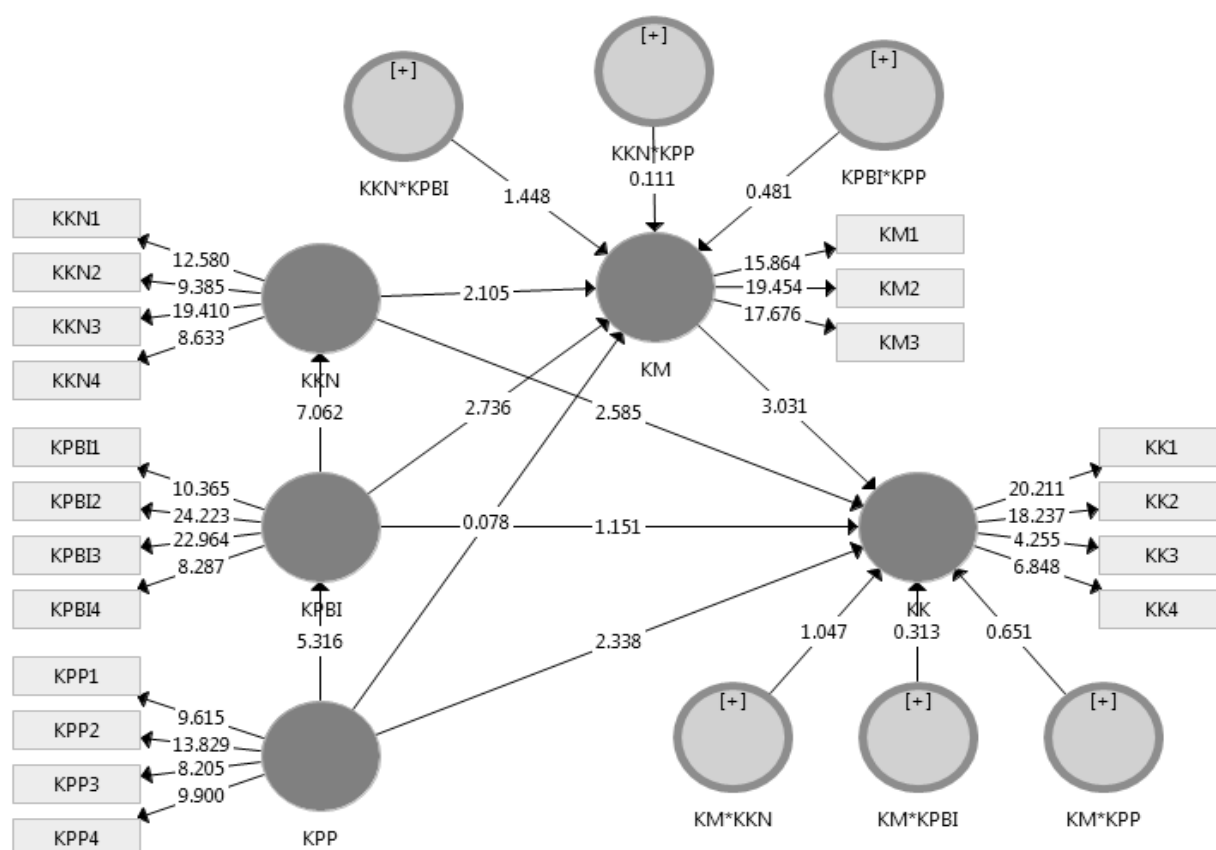 [+]
[+]
[+]
KKN*KPBI
KKN*KPP
KPBI*KPP
1.448
0.111
0.481
KKN1
KKN2
KKN3
KKN4
12.580
9.385
19.410
8.633
KKN
2.105
KM
15.864
19.454
17.676
KM1
KM2
KM3
7.062
2.736
2.585
3.031
KPBI1
KPBI2
KPBI3
KPBI4
10.365
24.223
22.964
8.287
KPBI
0.078
1.151
KK
20.211
18.237
4.255
6.848
KK1
KK2
KK3
KK4
5.316
2.338
1.047
0.313
0.651
KPP1
KPP2
KPP3
KPP4
9.615
13.829
8.205
9.900
KPP
[+]
[+]
[+]
KM*KKN
KM*KPBI
KM*KPP